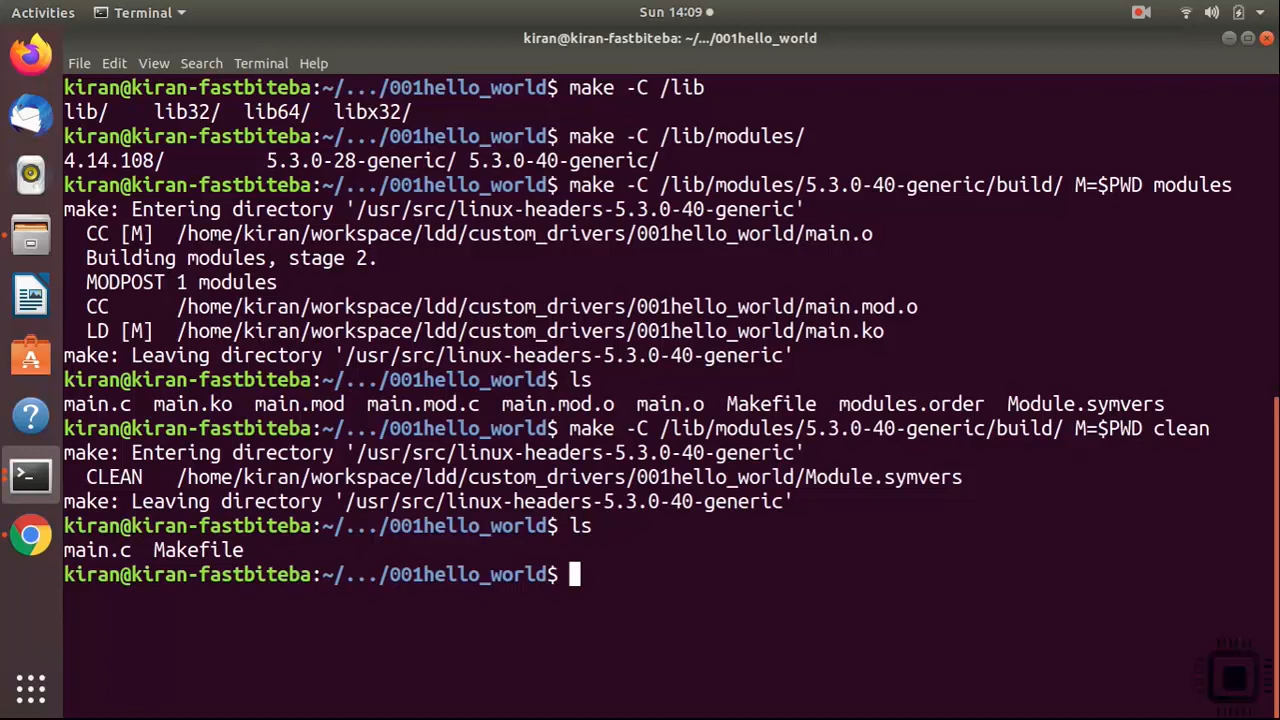 Activities Terminal Sun 14:09
kiran@kiran-fastbiteba: ~/.../001hello_world
File Edit View Search Terminal Help
kiran@kiran-fastbiteba:~/.../001hello_world$ make -C /lib
lib/ lib32/ lib64/ libx32/
kiran@kiran-fastbiteba:~/.../001hello_world$ make -C /lib/modules/
4.14.108/ 5.3.0-28-generic/ 5.3.0-40-generic/
kiran@kiran-fastbiteba:~/.../001hello_world$ make -C /lib/modules/5.3.0-40-generic/build/ M=$PWD modules
make: Entering directory '/usr/src/linux-headers-5.3.0-40-generic'
CC [M] /home/kiran/workspace/ldd/custom_drivers/001hello_world/main.o
Building modules, stage 2.
MODPOST 1 modules
CC /home/kiran/workspace/ldd/custom_drivers/001hello_world/main.mod.o
LD [M] /home/kiran/workspace/ldd/custom_drivers/001hello_world/main.ko
make: Leaving directory '/usr/src/linux-headers-5.3.0-40-generic'
kiran@kiran-fastbiteba:~/.../001hello_world$ ls
main.c main.ko main.mod main.mod.c main.mod.o main.o Makefile modules.order Module.symvers
kiran@kiran-fastbiteba:~/.../001hello_world$ make -C /lib/modules/5.3.0-40-generic/build/ M=$PWD clean
make: Entering directory '/usr/src/linux-headers-5.3.0-40-generic'
CLEAN /home/kiran/workspace/ldd/custom_drivers/001hello_world/Module.symvers
make: Leaving directory '/usr/src/linux-headers-5.3.0-40-generic'
kiran@kiran-fastbiteba:~/.../001hello_world$ ls
main.c Makefile
kiran@kiran-fastbiteba:~/.../001hello_world$